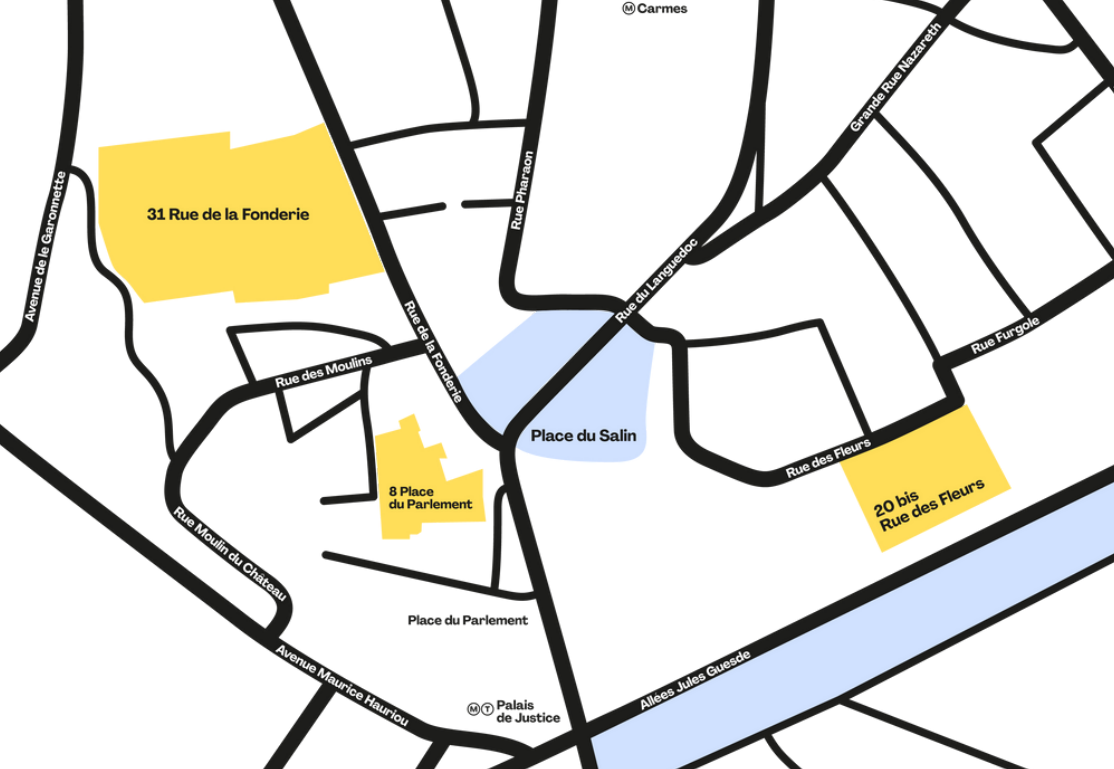 Ⓜ Carmes
Grande Rue Nazareth
Avenue de le Garonnette
31 Rue de la Fonderie
Rue Pharaon
Rue du Languedoc
Rue de la Fonderie
Rue Furgole
Rue des Moulins
Place du Salin
Rue des Fleurs
8 Place
du Parlement
20 bis
Rue des Fleurs
Rue Moulin du Château
Place du Parlement
Avenue Maurice Hauriou
Allées Jules Guesde
Ⓜ Ⓣ Palais
de Justice